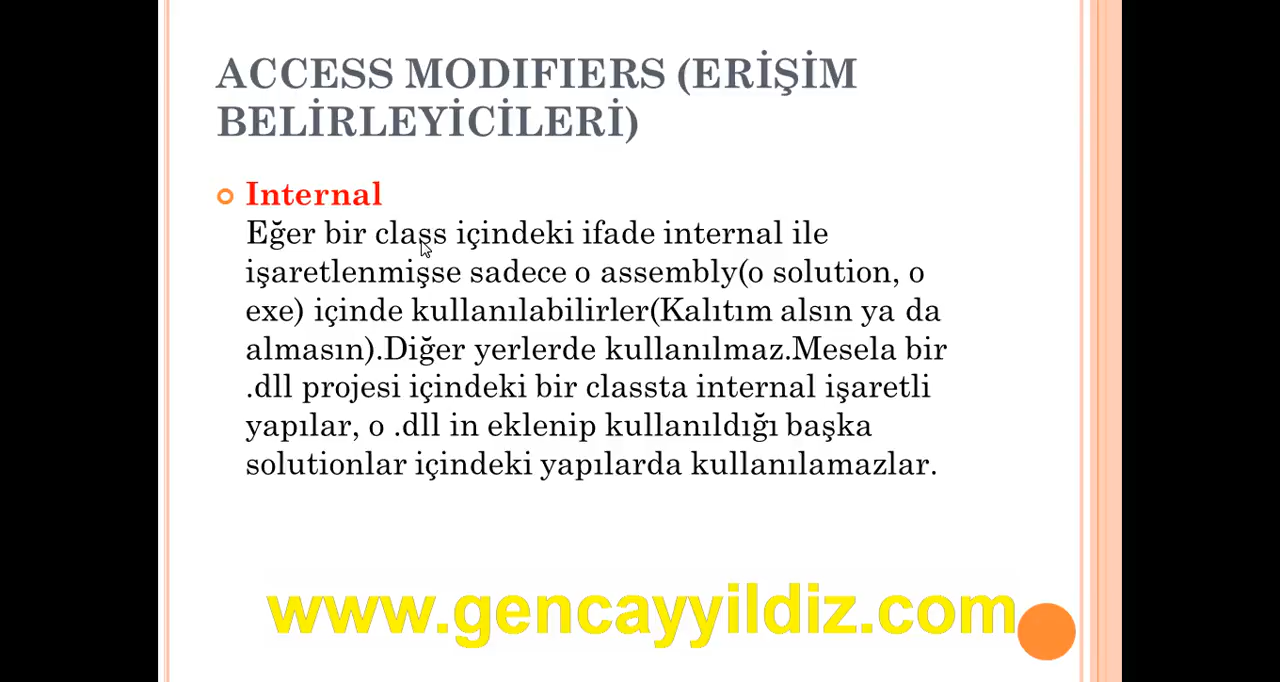 ACCESS MODIFIERS (ERİŞİM
BELİRLEYİCİLERİ)
Internal
Eğer bir class içindeki ifade internal ile
işaretlenmişse sadece o assembly(o solution, o
exe) içinde kullanılabilirler(Kalıtım alsın ya da
almasın).Diğer yerlerde kullanılmaz.Mesela bir
.dll projesi içindeki bir classta internal işaretli
yapılar, o .dll in eklenip kullanıldığı başka
solutionlar içindeki yapılarda kullanılamazlar.
www.gencayyildiz.com